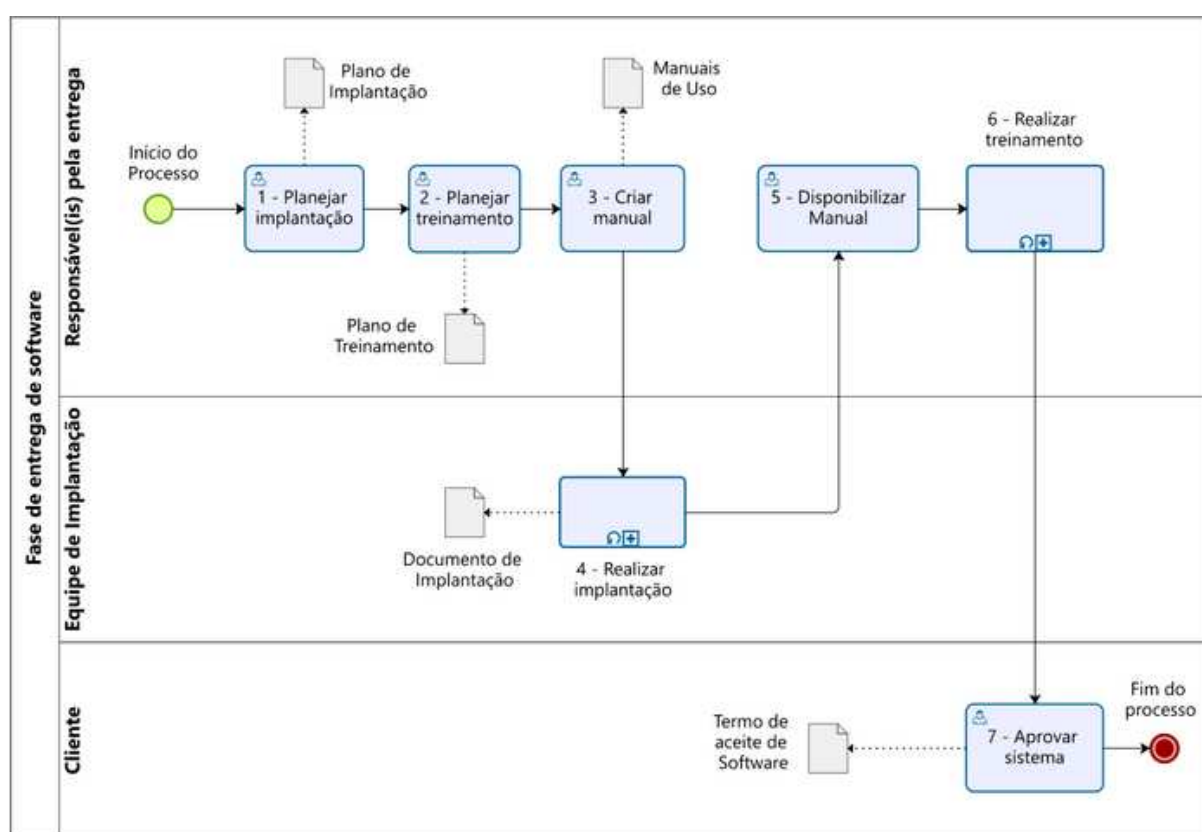 Fase de entrega de software
Responsável(is) pela entrega
Início do
Processo
Plano de
Implantação
1 - Planejar
implantação
2 - Planejar
treinamento
Plano de
Treinamento
Manuais
de Uso
3 - Criar
manual
5 - Disponibilizar
Manual
6 - Realizar
treinamento
Equipe de Implantação
Documento de
Implantação
4 - Realizar
implantação
Cliente
Termo de
aceite de
Software
7 - Aprovar
sistema
Fim do
processo